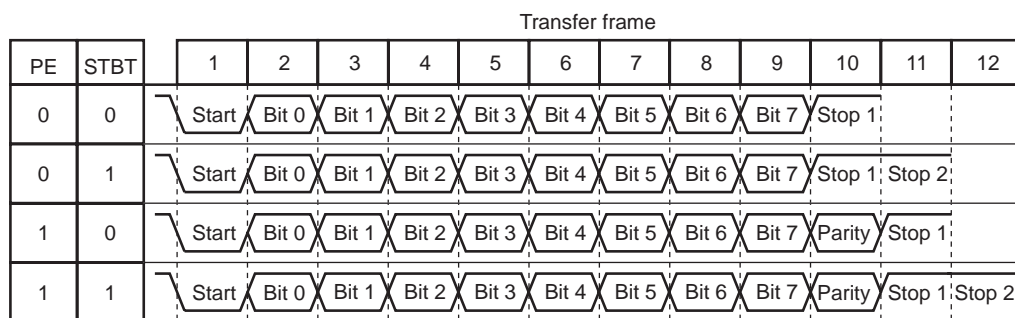 Transfer frame
PE STBT 1 2 3 4 5 6 7 8 9 10 11 12
0 0 Start Bit 0 Bit 1 Bit 2 Bit 3 Bit 4 Bit 5 Bit 6 Bit 7 Stop 1
0 1 Start Bit 0 Bit 1 Bit 2 Bit 3 Bit 4 Bit 5 Bit 6 Bit 7 Stop 1 Stop 2
1 0 Start Bit 0 Bit 1 Bit 2 Bit 3 Bit 4 Bit 5 Bit 6 Bit 7 Parity Stop 1
1 1 Start Bit 0 Bit 1 Bit 2 Bit 3 Bit 4 Bit 5 Bit 6 Bit 7 Parity Stop 1 Stop 2